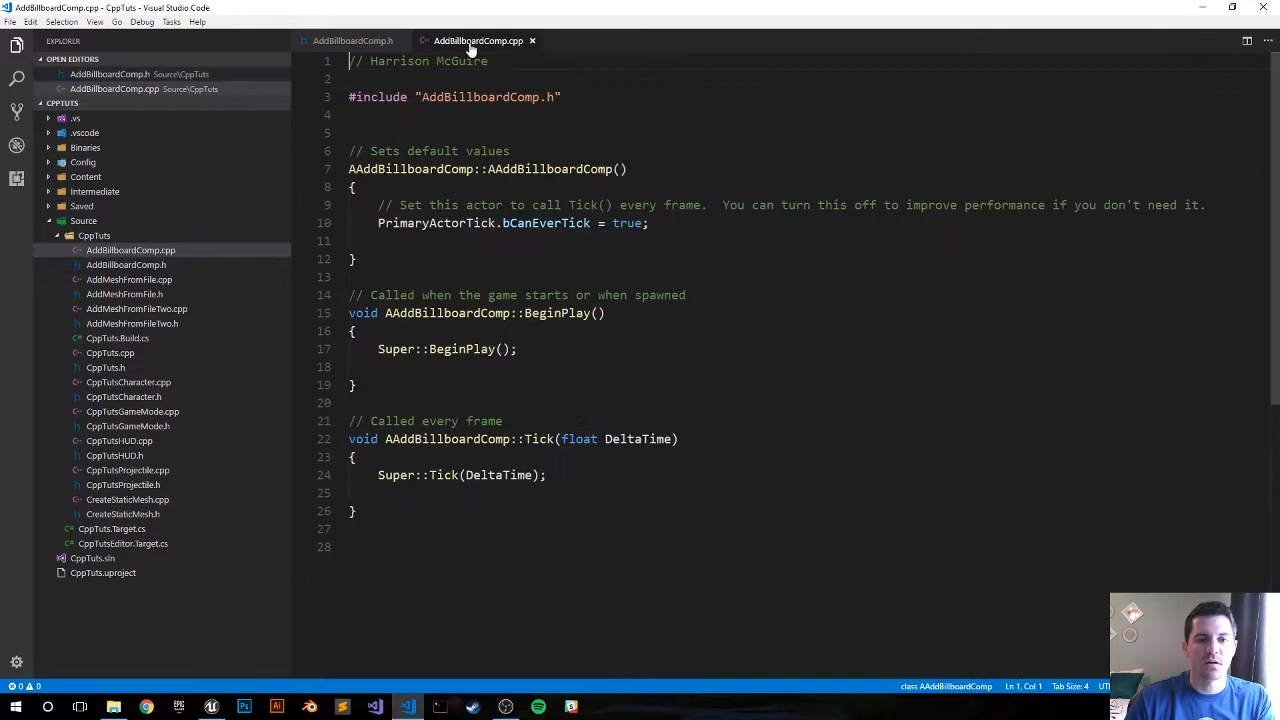 AddBillboardComp.cpp - CppTuts - Visual Studio Code
File Edit Selection View Go Debug Tasks Help
EXPLORER
OPEN EDITORS
AddBillboardComp.h Source\CppTuts
AddBillboardComp.cpp Source\CppTuts
CPPTUTS
.vs
.vscode
Binaries
Config
Content
Intermediate
Saved
Source
CppTuts
AddBillboardComp.cpp
AddBillboardComp.h
AddMeshFromFile.cpp
AddMeshFromFile.h
AddMeshFromFileTwo.cpp
AddMeshFromFileTwo.h
CppTuts.Build.cs
CppTuts.cpp
CppTuts.h
CppTutsCharacter.cpp
CppTutsCharacter.h
CppTutsGameMode.cpp
CppTutsGameMode.h
CppTutsHUD.cpp
CppTutsHUD.h
CppTutsProjectile.cpp
CppTutsProjectile.h
CreateStaticMesh.cpp
CreateStaticMesh.h
CppTuts.Target.cs
CppTutsEditor.Target.cs
CppTuts.sln
CppTuts.uproject
AddBillboardComp.h AddBillboardComp.cpp
1 // Harrison McGuire
2
3 #include "AddBillboardComp.h"
4
5
6 // Sets default values
7 AAddBillboardComp::AAddBillboardComp()
8 {
9 // Set this actor to call Tick() every frame.  You can turn this off to improve performance if you don't need it.
10 PrimaryActorTick.bCanEverTick = true;
11
12 }
13
14 // Called when the game starts or when spawned
15 void AAddBillboardComp::BeginPlay()
16 {
17 Super::BeginPlay();
18
19 }
20
21 // Called every frame
22 void AAddBillboardComp::Tick(float DeltaTime)
23 {
24 Super::Tick(DeltaTime);
25
26 }
27
28
0 0 class AAddBillboardComp Ln 1, Col 1 Tab Size: 4 UT